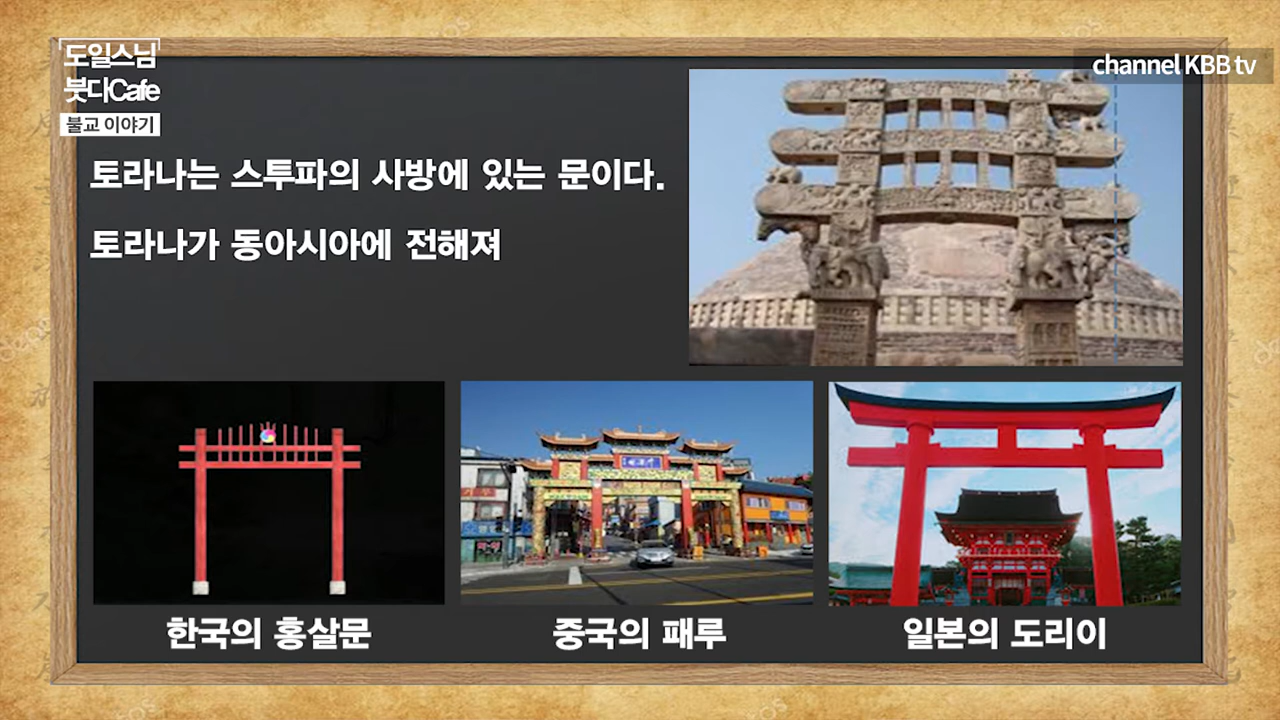 도일스님
붓다Cafe
불교 이야기
channel KBB tv
토라나는 스투파의 사방에 있는 문이다.
토라나가 동아시아에 전해져
한국의 홍살문
중국의 패루
일본의 도리이